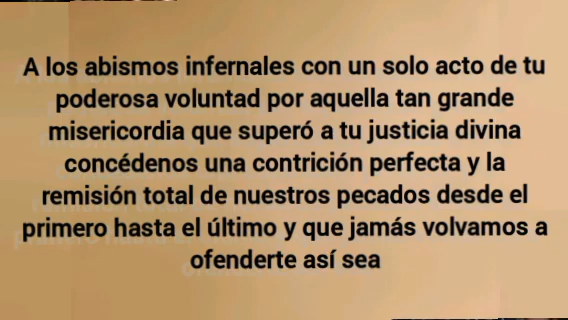 A los abismos infernales con un solo acto de tu
poderosa voluntad por aquella tan grande
misericordia que superó a tu justicia divina
concédenos una contrición perfecta y la
remisión total de nuestros pecados desde el
primero hasta el último y que jamás volvamos a
ofenderte así sea